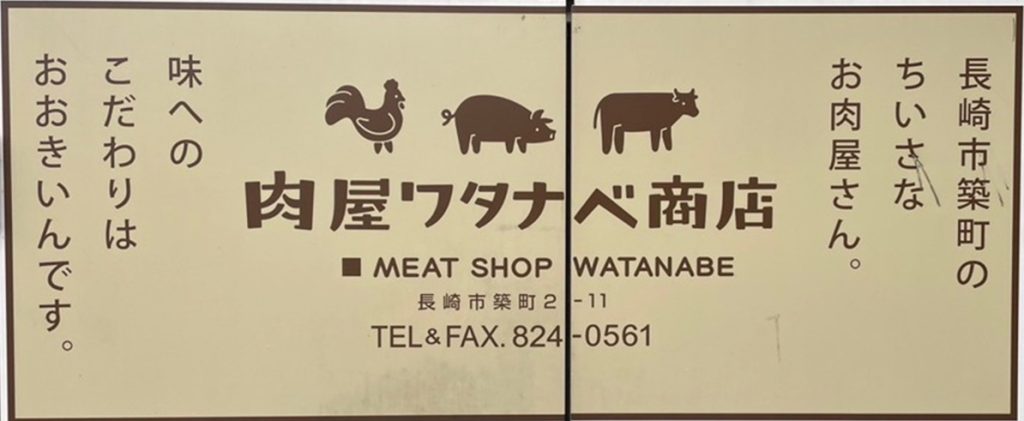 長崎市築町の
ちいさな
お肉屋さん。
肉屋ワタナベ商店
■ MEAT SHOP WATANABE
長崎市築町2-11
TEL&FAX.824-0561
味への
こだわりは
おおきいんです。